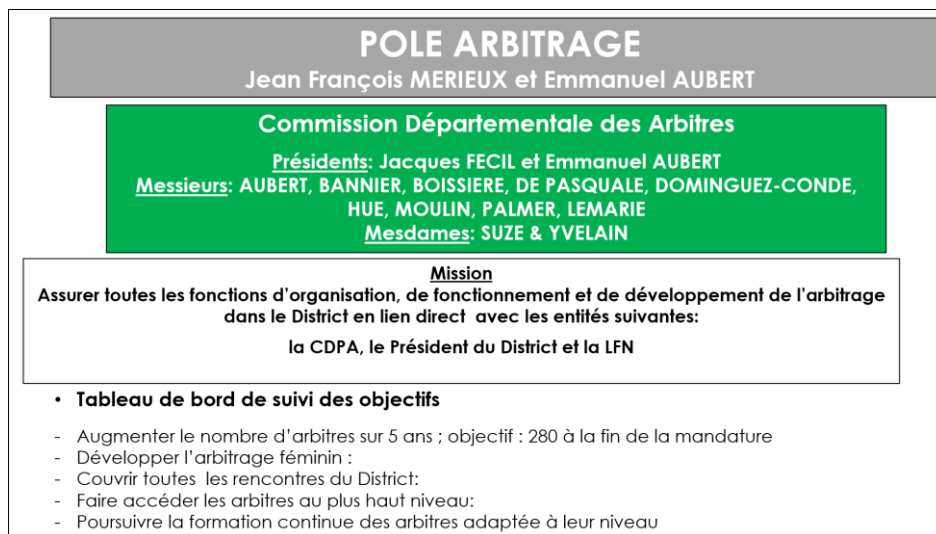 POLE ARBITRAGE
Jean François MERIEUX et Emmanuel AUBERT
Commission Départementale des Arbitres
Présidents: Jacques FECIL et Emmanuel AUBERT
Messieurs: AUBERT, BANNIER, BOISSIERE, DE PASQUALE, DOMINGUEZ-CONDE,
HUE, MOULIN, PALMER, LEMARIE
Mesdames: SUZE & YVELAIN
Mission
Assurer toutes les fonctions d'organisation, de fonctionnement et de développement de l'arbitrage
dans le District en lien direct avec les entités suivantes:
la CDPA, le Président du District et la LFN
• Tableau de bord de suivi des objectifs
- Augmenter le nombre d'arbitres sur 5 ans ; objectif : 280 à la fin de la mandature
- Développer l'arbitrage féminin :
- Couvrir toutes les rencontres du District:
- Faire accéder les arbitres au plus haut niveau:
- Poursuivre la formation continue des arbitres adaptée à leur niveau